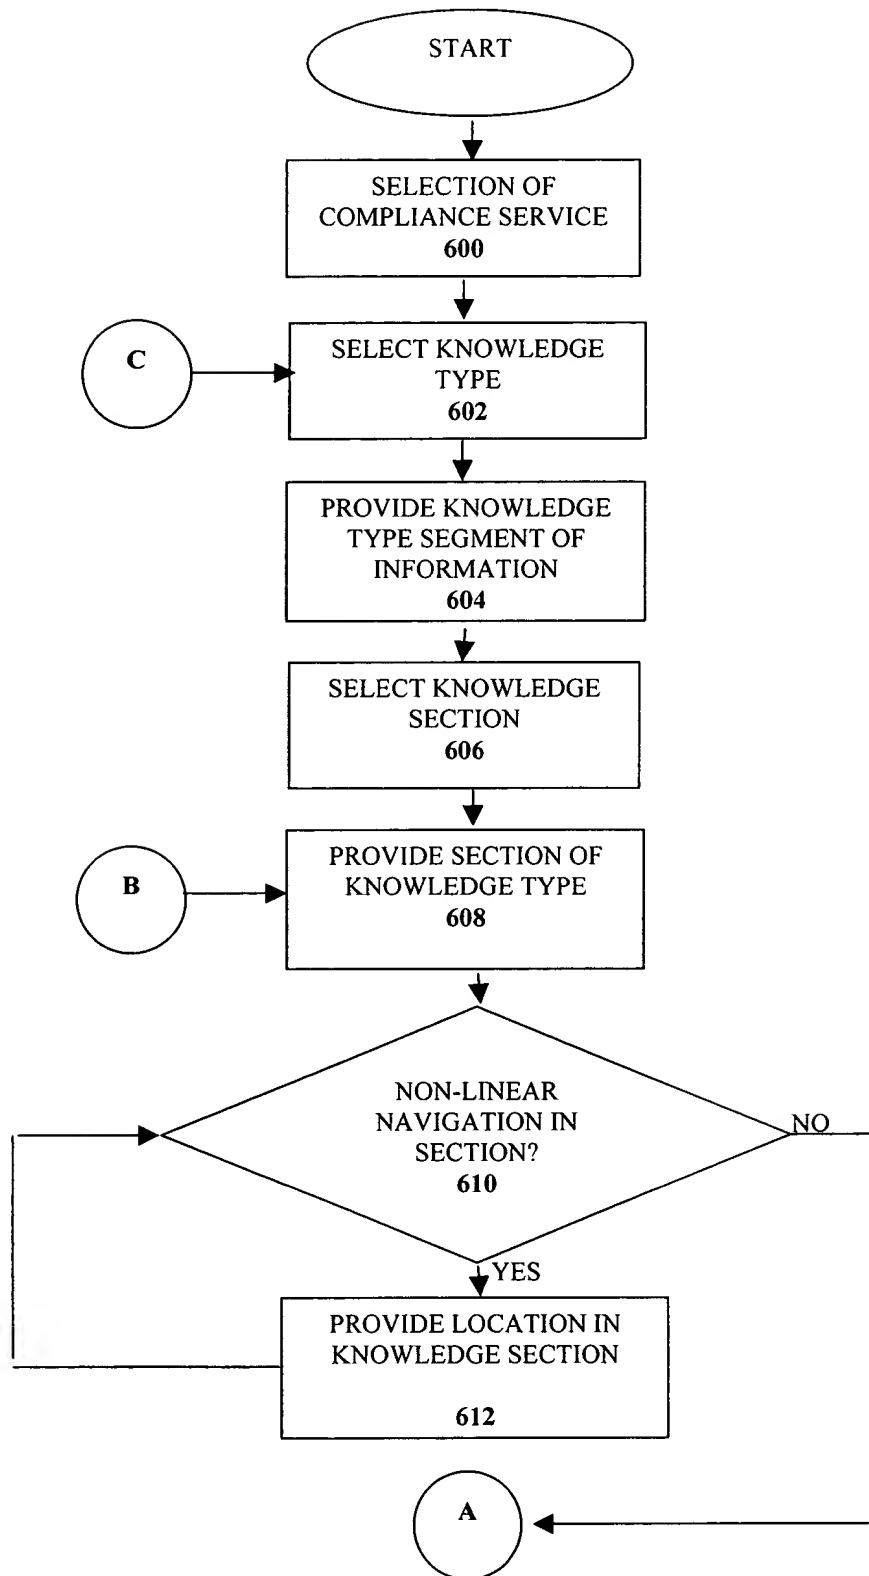 START
SELECTION OF
COMPLIANCE SERVICE
600
C
SELECT KNOWLEDGE
TYPE
602
PROVIDE KNOWLEDGE
TYPE SEGMENT OF
INFORMATION
604
SELECT KNOWLEDGE
SECTION
606
B
PROVIDE SECTION OF
KNOWLEDGE TYPE
608
NON-LINEAR
NAVIGATION IN
SECTION?
610
NO
YES
PROVIDE LOCATION IN
KNOWLEDGE SECTION
612
A